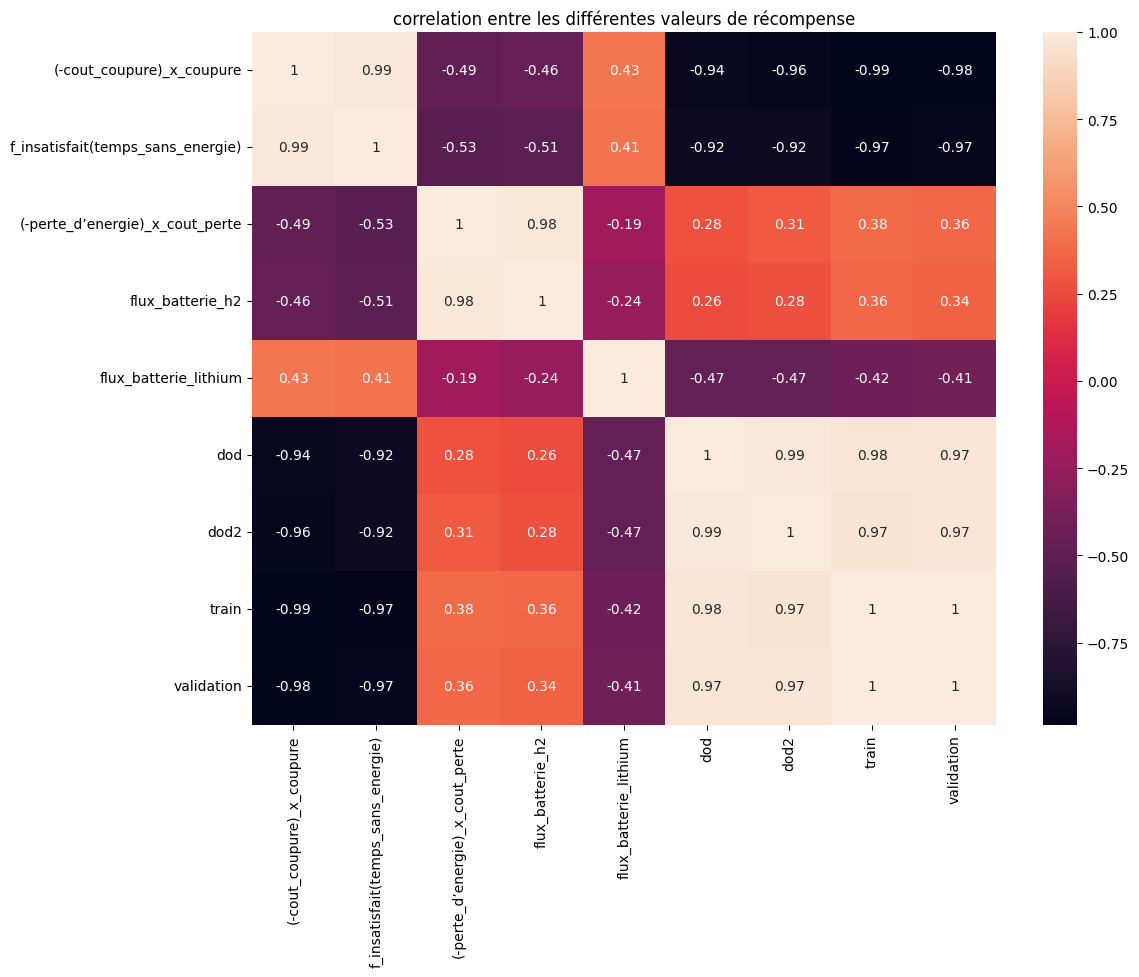 correlation entre les différentes valeurs de récompense
(-cout_coupure)_x_coupure 1 0.99 -0.49 -0.46 0.43 -0.94 -0.96 -0.99 -0.98
f_insatisfait(temps_sans_energie) 0.99 1 -0.53 -0.51 0.41 -0.92 -0.92 -0.97 -0.97
(-perte_d’energie)_x_cout_perte -0.49 -0.53 1 0.98 -0.19 0.28 0.31 0.38 0.36
flux_batterie_h2 -0.46 -0.51 0.98 1 -0.24 0.26 0.28 0.36 0.34
flux_batterie_lithium 0.43 0.41 -0.19 -0.24 1 -0.47 -0.47 -0.42 -0.41
dod -0.94 -0.92 0.28 0.26 -0.47 1 0.99 0.98 0.97
dod2 -0.96 -0.92 0.31 0.28 -0.47 0.99 1 0.97 0.97
train -0.99 -0.97 0.38 0.36 -0.42 0.98 0.97 1 1
validation -0.98 -0.97 0.36 0.34 -0.41 0.97 0.97 1 1
(-cout_coupure)_x_coupure
f_insatisfait(temps_sans_energie)
(-perte_d’energie)_x_cout_perte
flux_batterie_h2
flux_batterie_lithium
dod
dod2
train
validation
1.00
0.75
0.50
0.25
0.00
-0.25
-0.50
-0.75